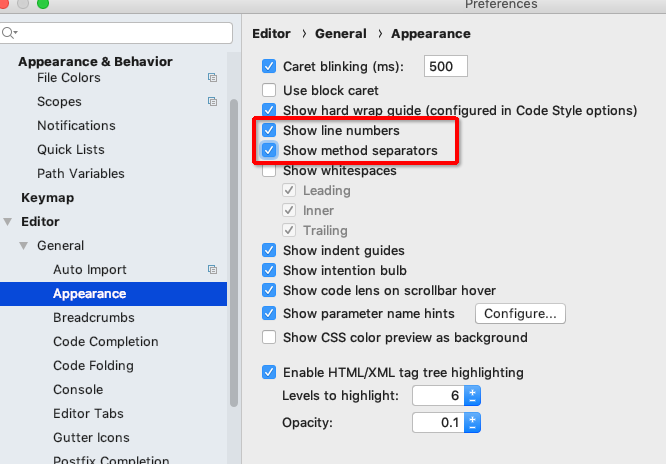 Preferences
Appearance & Behavior
File Colors
Scopes
Notifications
Quick Lists
Path Variables
Keymap
Editor
General
Auto Import
Appearance
Breadcrumbs
Code Completion
Code Folding
Console
Editor Tabs
Gutter Icons
Postfix Completion
Editor › General › Appearance
Caret blinking (ms): 500
Use block caret
Show hard wrap guide (configured in Code Style options)
Show line numbers
Show method separators
Show whitespaces
Leading
Inner
Trailing
Show indent guides
Show intention bulb
Show code lens on scrollbar hover
Show parameter name hints Configure...
Show CSS color preview as background
Enable HTML/XML tag tree highlighting
Levels to highlight: 6
Opacity: 0.1